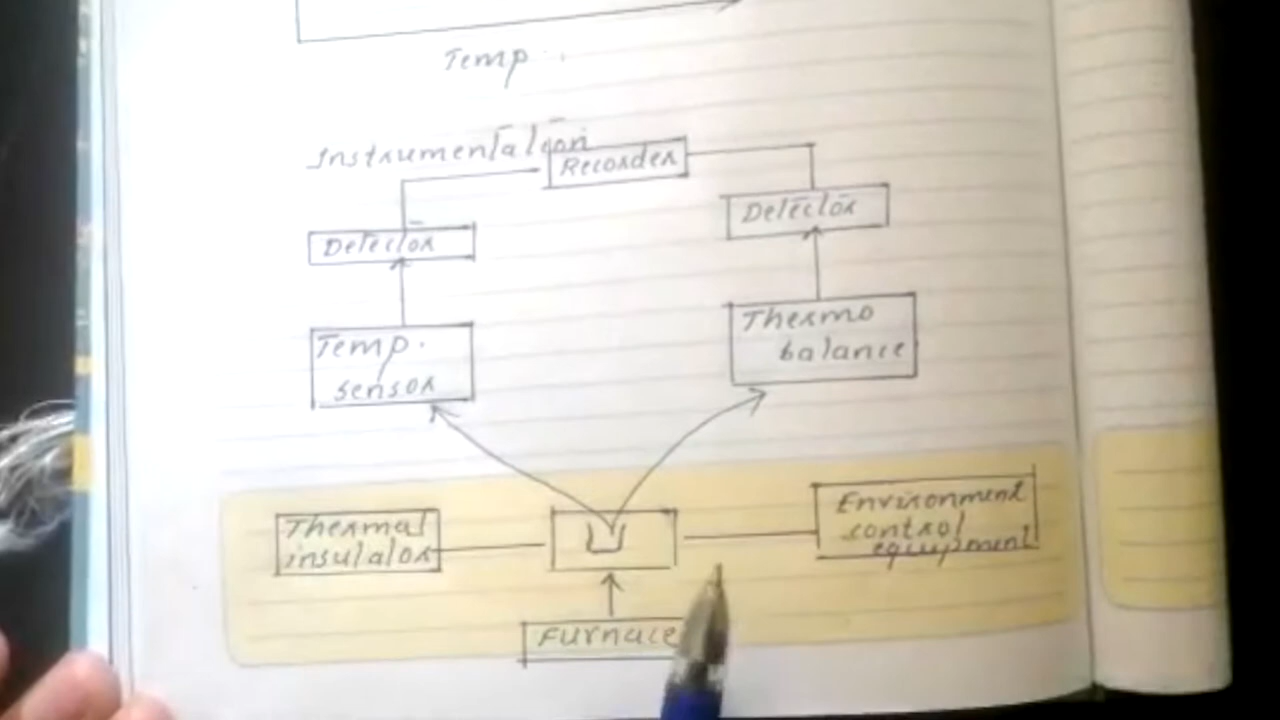 Temp.
Instrumentation
Recorder
Detector
Detector
Temp.
sensor
Thermo
balance
Thermal
insulator
Environment
control
equipment
Furnace